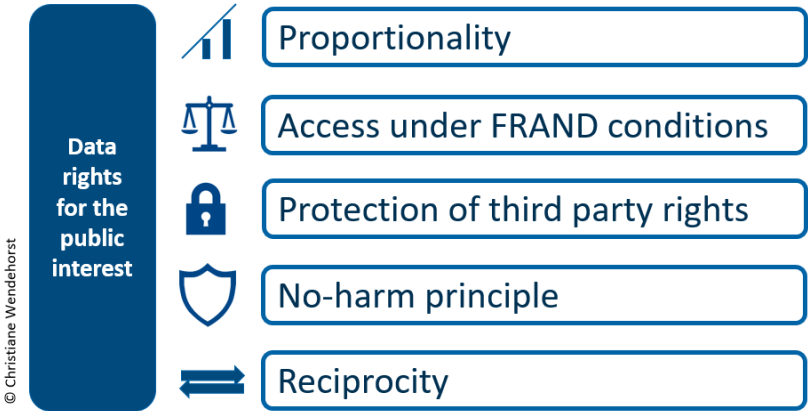 Data
rights
for the
public
interest
Proportionality
Access under FRAND conditions
Protection of third party rights
No-harm principle
Reciprocity
© Christiane Wendehorst